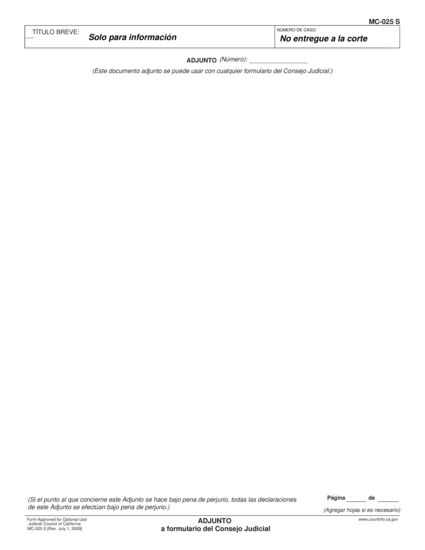 MC-025 S
TÍTULO BREVE:
Solo para información
NÚMERO DE CASO
No entregue a la corte
ADJUNTO (Número):
(Este documento adjunto se puede usar con cualquier formulario del Consejo Judicial.)
(Si el punto al que concierne este Adjunto se hace bajo pena de perjurio, todas las declaraciones
de este Adjunto se efectúan bajo pena de perjurio.)
Página ______ de ______
(Agregar hojas si es necesario)
Form Approved for Optional Use
Judicial Council of California
MC-025 S [Rev. July 1, 2009]
ADJUNTO
a formulario del Consejo Judicial
www.courtinfo.ca.gov